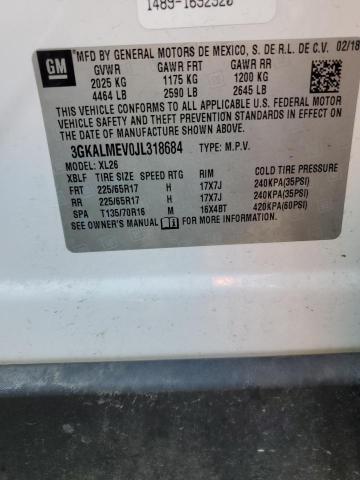 1489-1692520
GM
MFD BY GENERAL MOTORS DE MEXICO, S. DE R.L. DE C.V. 02/18
GVWR GAWR FRT GAWR RR
2025 KG 1175 KG 1200 KG
4464 LB 2590 LB 2645 LB
THIS VEHICLE CONFORMS TO ALL APPLICABLE U.S. FEDERAL MOTOR
VEHICLE SAFETY, BUMPER, AND THEFT PREVENTION STANDARDS IN
EFFECT ON THE DATE OF MANUFACTURE SHOWN ABOVE.
3GKALMEV0JL318684 TYPE: M.P.V.
MODEL: XL26
XBLF TIRE SIZE SPEED RTG RIM COLD TIRE PRESSURE
FRT 225/65R17 H 17X7J 240KPA(35PSI)
RR 225/65R17 H 17X7J 240KPA(35PSI)
SPA T135/70R16 M 16X4BT 420KPA(60PSI)
SEE OWNER'S MANUAL FOR MORE INFORMATION